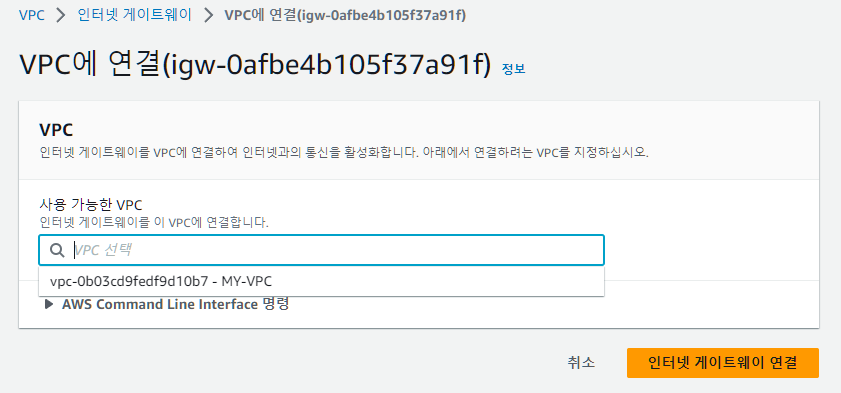 VPC > 인터넷 게이트웨이 > VPC에 연결(igw-0afbe4b105f37a91f)
VPC에 연결(igw-0afbe4b105f37a91f) 정보
VPC
인터넷 게이트웨이를 VPC에 연결하여 인터넷과의 통신을 활성화합니다. 아래에서 연결하려는 VPC를 지정하십시오.
사용 가능한 VPC
인터넷 게이트웨이를 이 VPC에 연결합니다.
VPC 선택
vpc-0b03cd9fedf9d10b7 - MY-VPC
▶ AWS Command Line Interface 명령
취소 인터넷 게이트웨이 연결